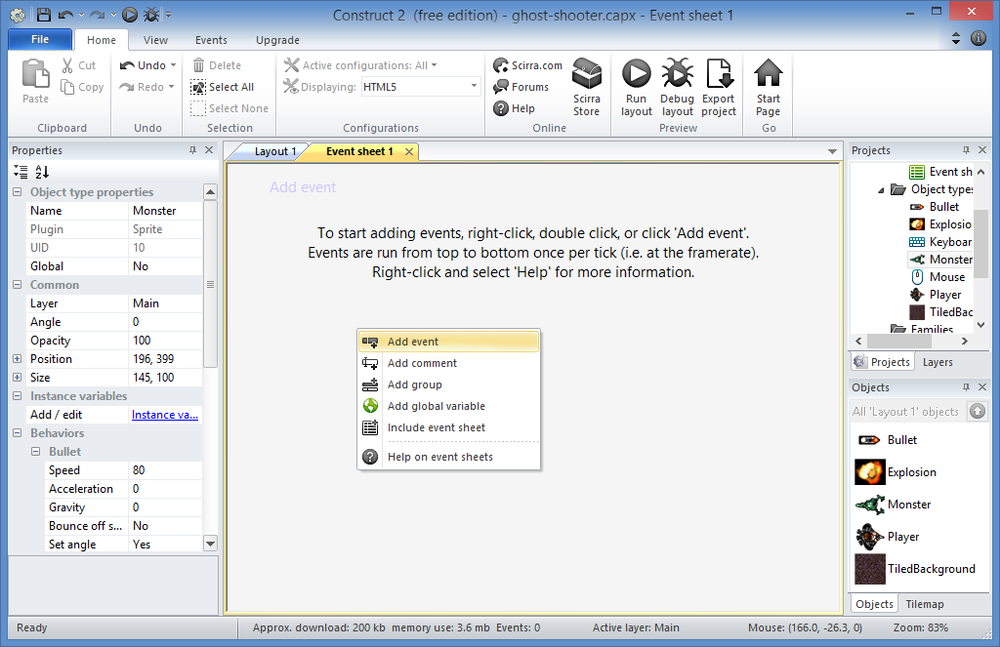 Construct 2 (free edition) - ghost-shooter.capx - Event sheet 1
File Home View Events Upgrade
Paste Cut Copy
Clipboard
Undo Redo
Undo
Delete Select All Select None
Selection
Active configurations: All
Displaying: HTML5
Configurations
Scirra.com Forums Help
Scirra Store
Online
Run layout
Debug layout
Export project
Preview
Start Page
Go
Properties
Object type properties
Name Monster
Plugin Sprite
UID 10
Global No
Common
Layer Main
Angle 0
Opacity 100
Position 196, 399
Size 145, 100
Instance variables
Add / edit Instance va...
Behaviors
Bullet
Speed 80
Acceleration 0
Gravity 0
Bounce off s... No
Set angle Yes
Layout 1 Event sheet 1
Add event
To start adding events, right-click, double click, or click 'Add event'.
Events are run from top to bottom once per tick (i.e. at the framerate).
Right-click and select 'Help' for more information.
Add event
Add comment
Add group
Add global variable
Include event sheet
Help on event sheets
Projects
Event sh
Object types
Bullet
Explosio
Keyboar
Monster
Mouse
Player
TiledBac
Families
Projects Layers
Objects
All 'Layout 1' objects
Bullet
Explosion
Monster
Player
TiledBackground
Objects Tilemap
Ready Approx. download: 200 kb memory use: 3.6 mb Events: 0 Active layer: Main Mouse: (166.0, -26.3, 0) Zoom: 83%